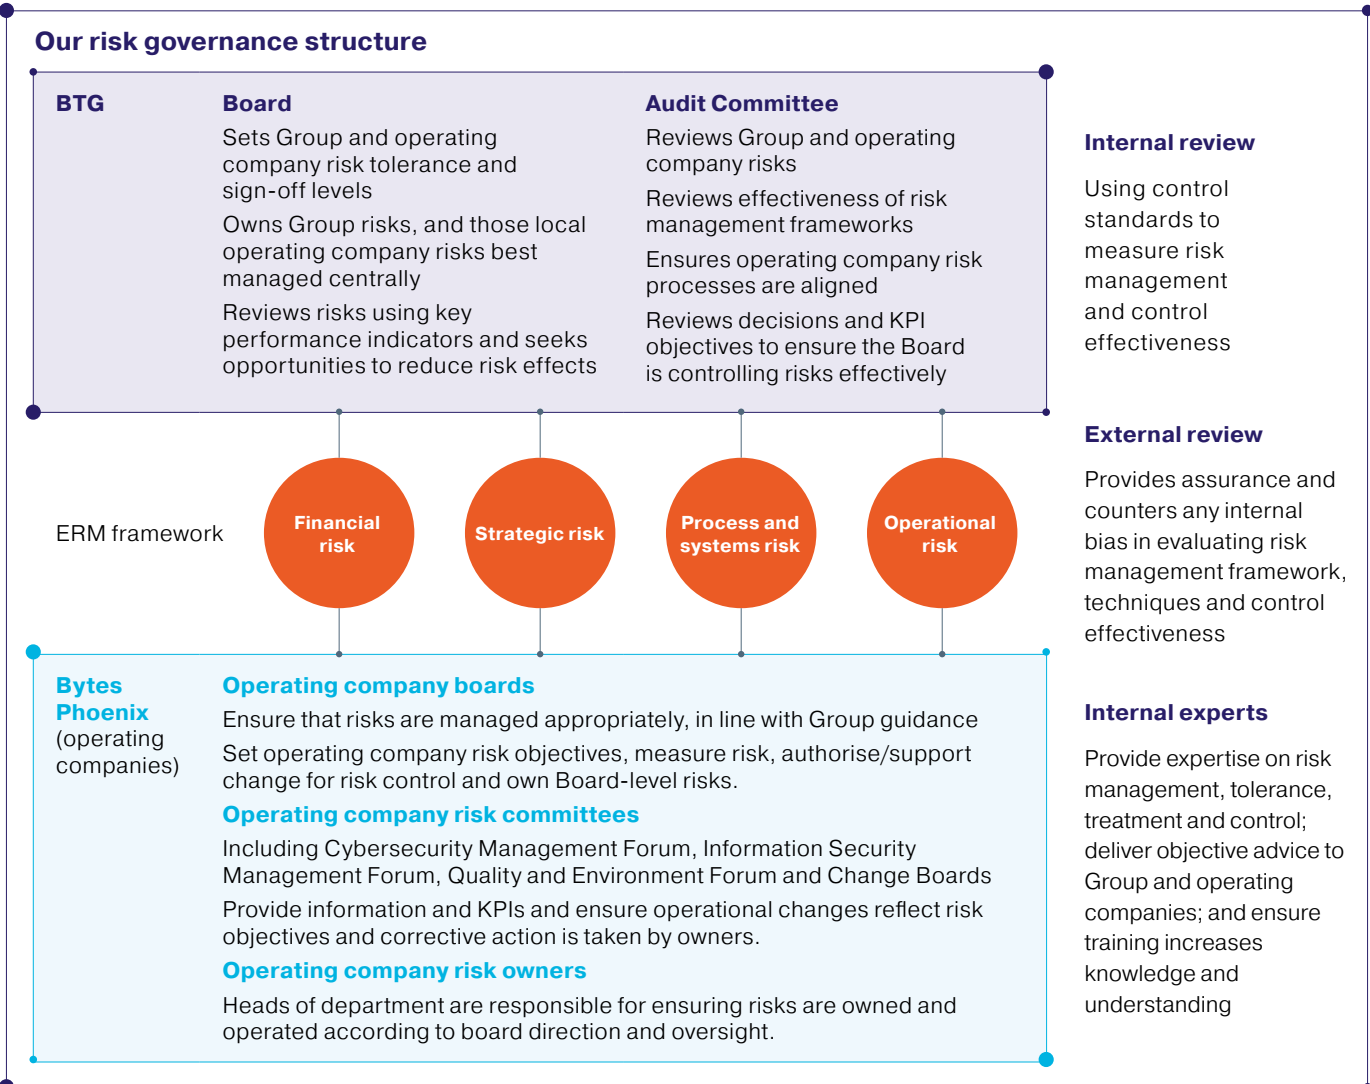 Our risk governance structure
BTG
Board
Sets Group and operating
company risk tolerance and
sign-off levels
Owns Group risks, and those local
operating company risks best
managed centrally
Reviews risks using key
performance indicators and seeks
opportunities to reduce risk effects
Audit Committee
Reviews Group and operating
company risks
Reviews effectiveness of risk
management frameworks
Ensures operating company risk
processes are aligned
Reviews decisions and KPI
objectives to ensure the Board
is controlling risks effectively
ERM framework
Financial
risk
Strategic risk
Process and
systems risk
Operational
risk
Bytes
Phoenix
(operating
companies)
Operating company boards
Ensure that risks are managed appropriately, in line with Group guidance
Set operating company risk objectives, measure risk, authorise/support
change for risk control and own Board-level risks.
Operating company risk committees
Including Cybersecurity Management Forum, Information Security
Management Forum, Quality and Environment Forum and Change Boards
Provide information and KPIs and ensure operational changes reflect risk
objectives and corrective action is taken by owners.
Operating company risk owners
Heads of department are responsible for ensuring risks are owned and
operated according to board direction and oversight.
Internal review
Using control
standards to
measure risk
management
and control
effectiveness
External review
Provides assurance and
counters any internal
bias in evaluating risk
management framework,
techniques and control
effectiveness
Internal experts
Provide expertise on risk
management, tolerance,
treatment and control;
deliver objective advice to
Group and operating
companies; and ensure
training increases
knowledge and
understanding